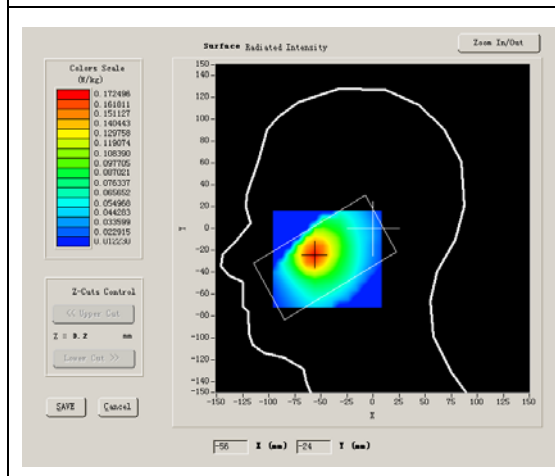 Surface Radiated Intensity
Zoom In/Out
Colors Scale
(W/kg)
0.172496
0.161811
0.151127
0.140443
0.129758
0.119074
0.108390
0.097705
0.087021
0.076337
0.065652
0.054968
0.044283
0.033599
0.022915
0.012230
150
140
120
100
80
60
40
20
0
-20
-40
-60
-80
-100
-120
-140
-150
Y
-150 -125 -100 -75 -50 -25 0 25 50 75 100 125 150
X
Z-Cuts Control
<< Upper Cut
Z = 0.2 mm
Lower Cut >>
SAVE
Cancel
-56 X (mm) -24 Y (mm)